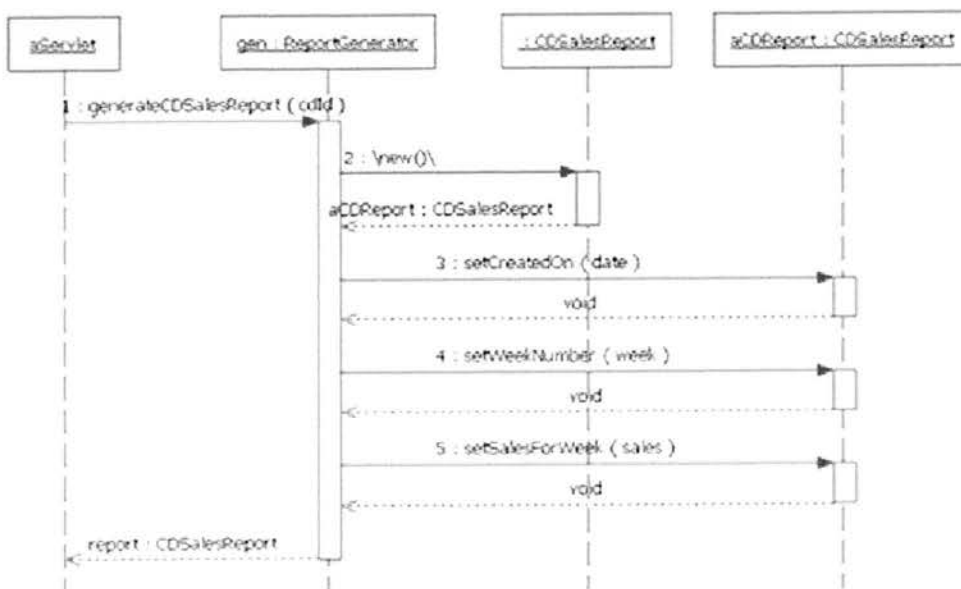 aServlet
gen : ReportGenerator
: CDSalesReport
aCDReport : CDSalesReport
1 : generateCDSalesReport ( cdId )
2 : \new()\
aCDReport : CDSalesReport
3 : setCreatedOn ( date )
void
4 : setWeekNumber ( week )
void
5 : setSalesForWeek ( sales )
void
report : CDSalesReport